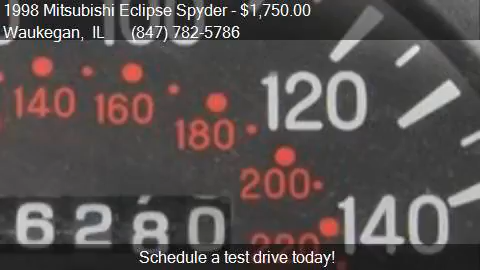 1998 Mitsubishi Eclipse Spyder - $1,750.00
Waukegan, IL (847) 782-5786
140 160 120
180
200
6280 140
220
Schedule a test drive today!